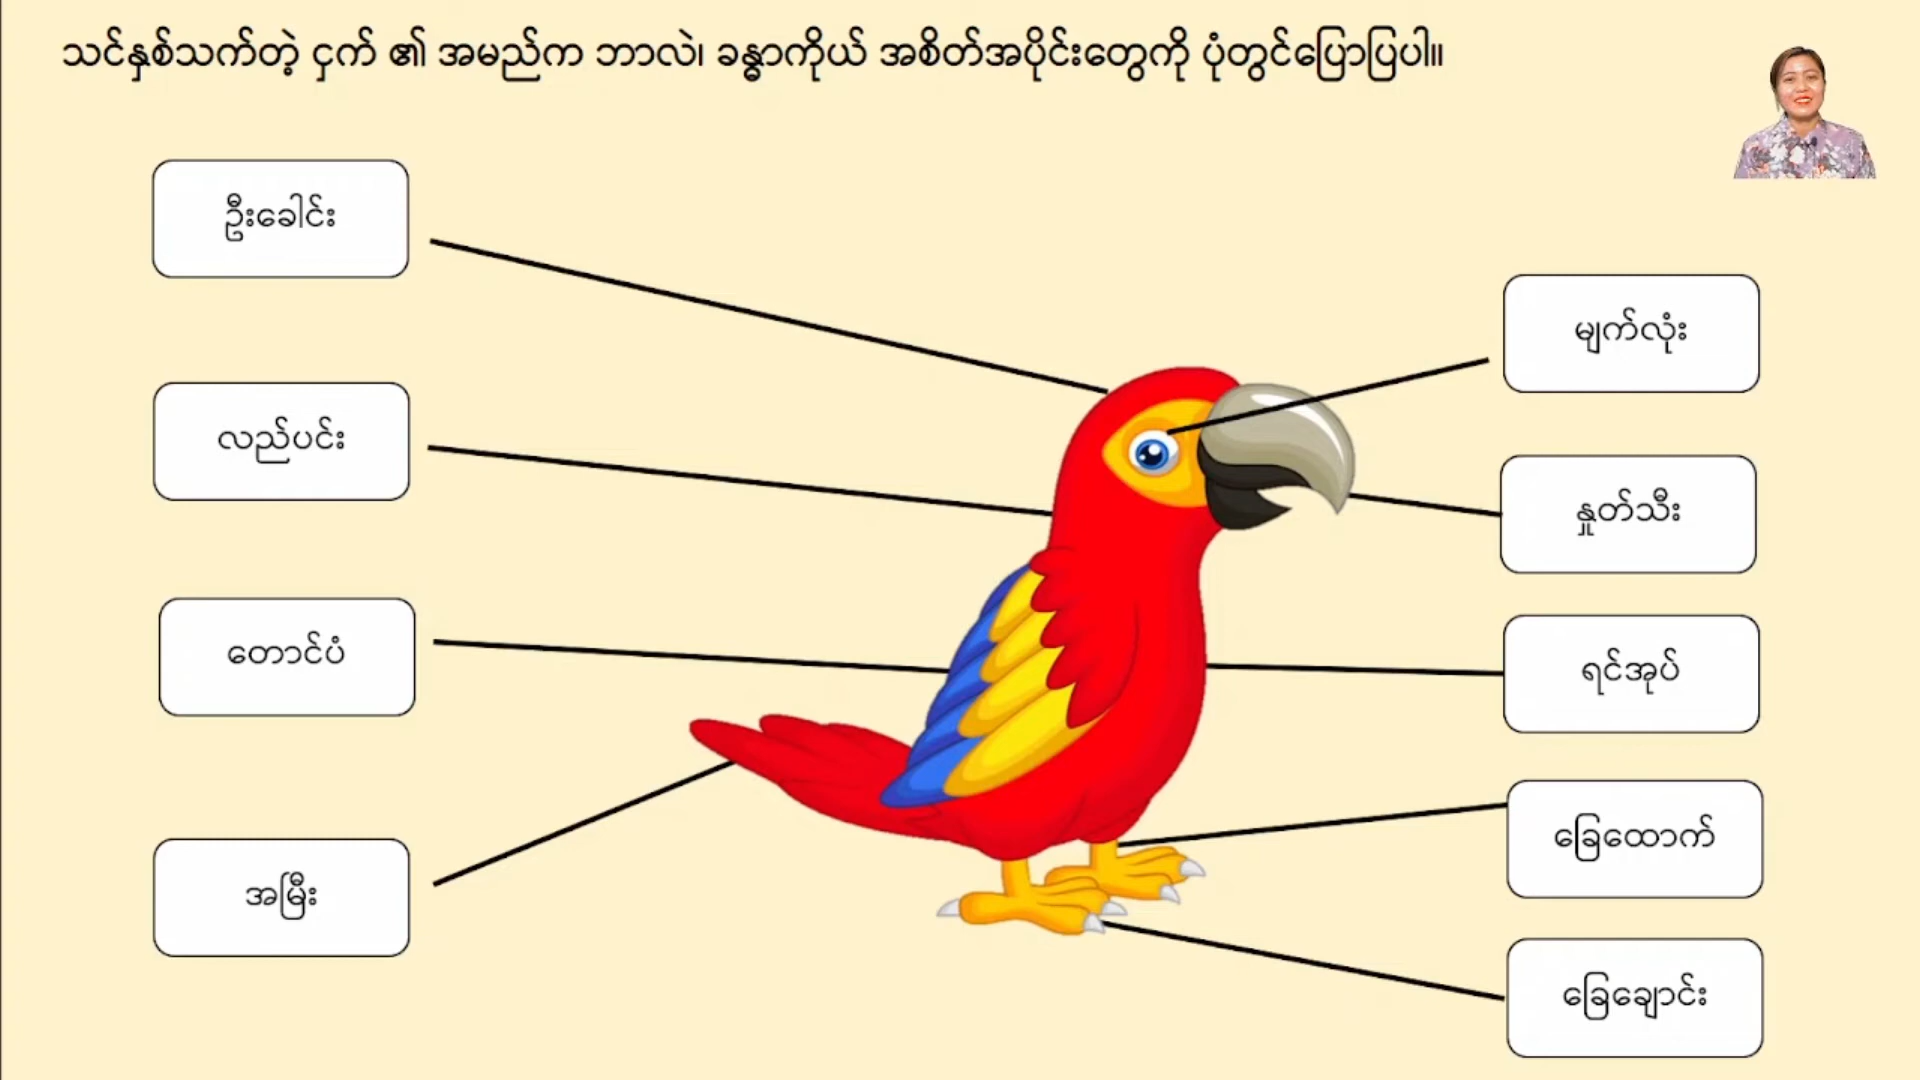 သင်နှစ်သက်တဲ့ ငှက် ၏ အမည်က ဘာလဲ၊ ခန္ဓာကိုယ် အစိတ်အပိုင်းတွေကို ပုံတွင်ပြောပြပါ။
ဦးခေါင်း
လည်ပင်း
တောင်ပံ
အမြီး
မျက်လုံး
နှုတ်သီး
ရင်အုပ်
ခြေထောက်
ခြေချောင်း